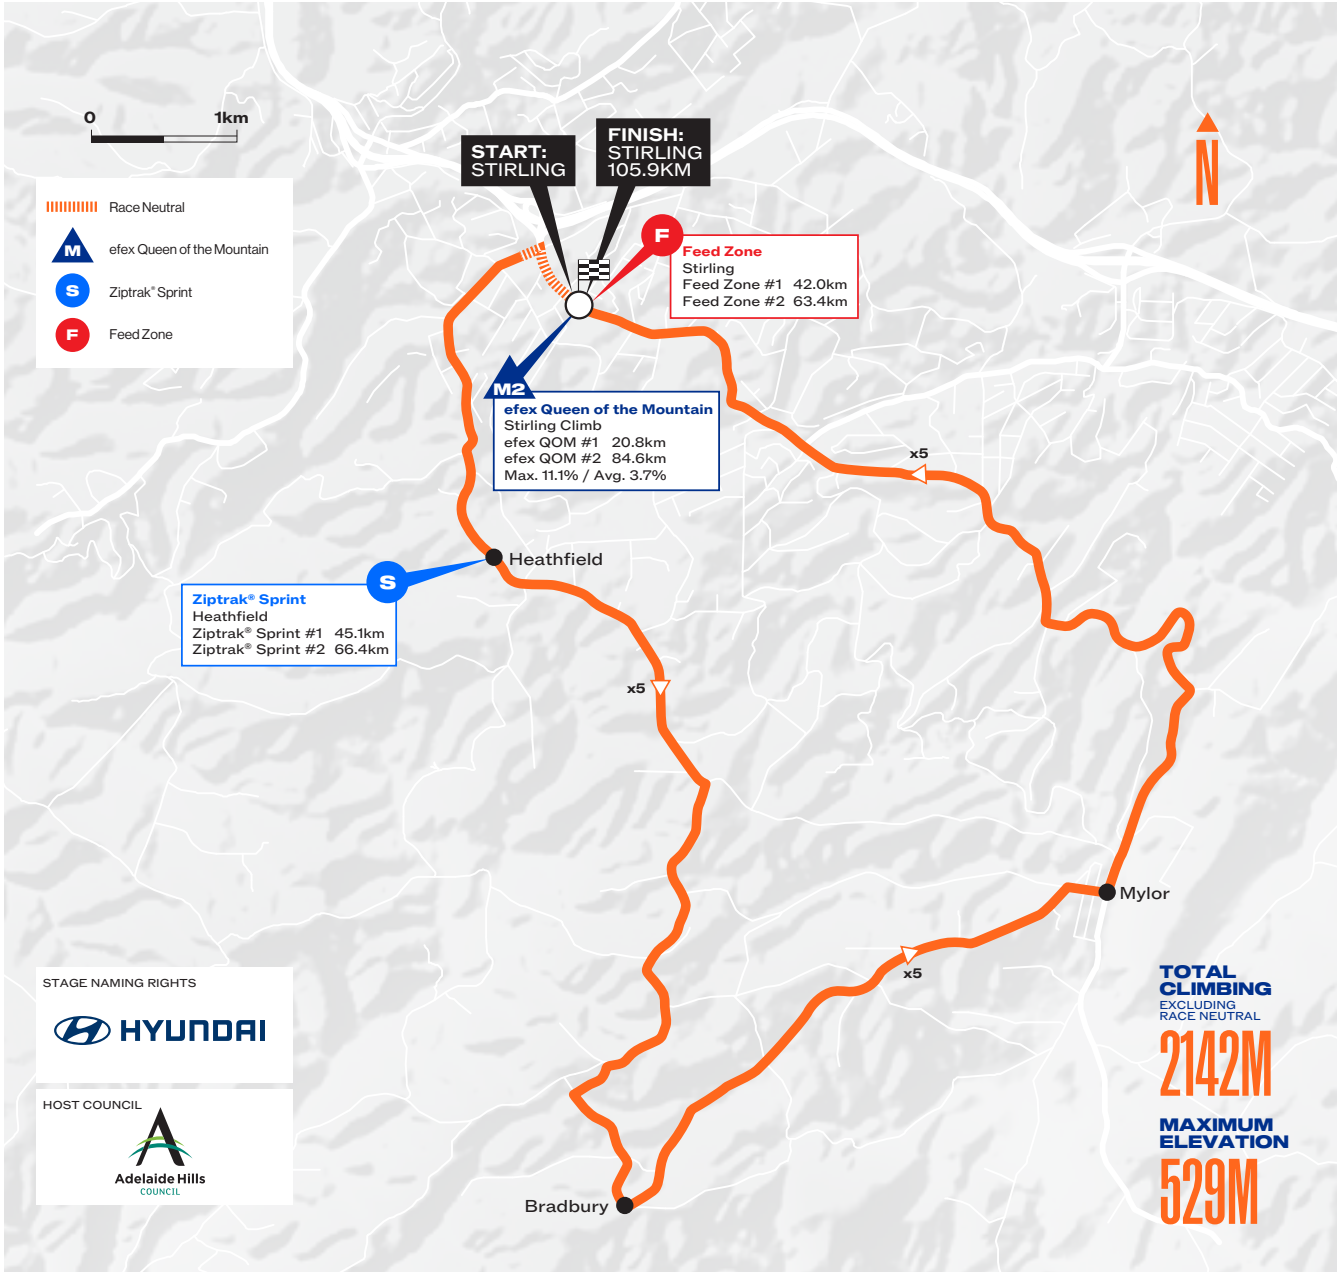 0 1km
START:
STIRLING
FINISH:
STIRLING
105.9KM
N
Race Neutral
M
efex Queen of the Mountain
S
Ziptrak® Sprint
F
Feed Zone
F
Feed Zone
Stirling
Feed Zone #1 42.0km
Feed Zone #2 63.4km
M2
efex Queen of the Mountain
Stirling Climb
efex QOM #1 20.8km
efex QOM #2 84.6km
Max. 11.1% / Avg. 3.7%
x5
Heathfield
S
Ziptrak® Sprint
Heathfield
Ziptrak® Sprint #1 45.1km
Ziptrak® Sprint #2 66.4km
x5
Mylor
x5
Bradbury
STAGE NAMING RIGHTS
HYUNDAI
HOST COUNCIL
Adelaide Hills
COUNCIL
TOTAL
CLIMBING
EXCLUDING
RACE NEUTRAL
2142M
MAXIMUM
ELEVATION
529M